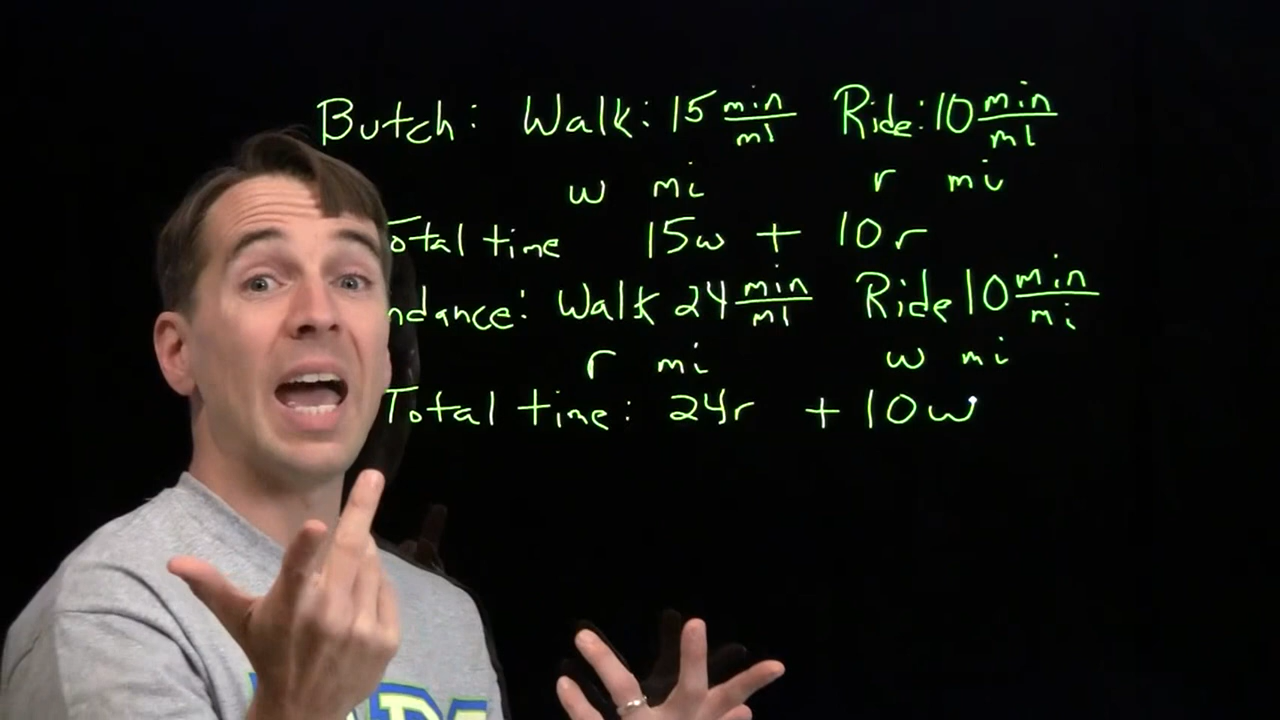 Butch: Walk: 15 min/mi Ride: 10 min/mi
w mi r mi
Total time 15w + 10r
ndance: Walk 24 min/mi Ride 10 min/mi
r mi w mi
Total time: 24r + 10w